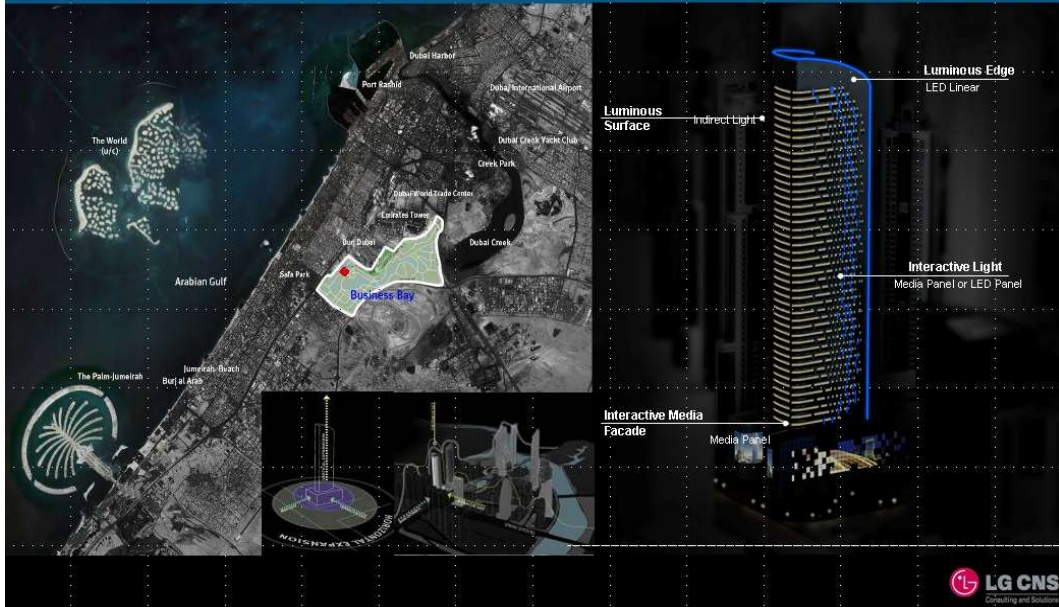 Dubai Harbor
Port Rashid
Dubai International Airport
The World
(u/c)
Dubai Creek Yacht Club
Creek Park
Dubai World Trade Center
Emirates Tower
Burj Dubai
Dubai Creek
Safa Park
Arabian Gulf
Business Bay
Jumeirah Beach
Burj al Arab
The Palm-Jumeirah
HORIZONTAL EXPANSION
Luminous Edge
LED Linear
Luminous
Surface
Indirect Light
Interactive Light
Media Panel or LED Panel
Interactive Media
Facade
Media Panel
LG CNS
Consulting and Solutions